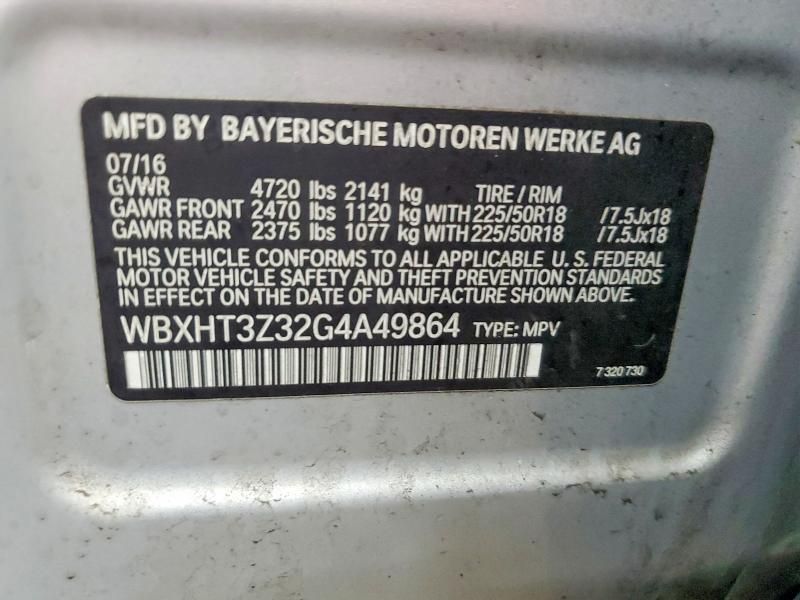 MFD BY BAYERISCHE MOTOREN WERKE AG
07/16
GVWR 4720 lbs 2141 kg TIRE / RIM
GAWR FRONT 2470 lbs 1120 kg WITH 225/50R18 /7.5Jx18
GAWR REAR 2375 lbs 1077 kg WITH 225/50R18 /7.5Jx18
THIS VEHICLE CONFORMS TO ALL APPLICABLE U. S. FEDERAL
MOTOR VEHICLE SAFETY AND THEFT PREVENTION STANDARDS
IN EFFECT ON THE DATE OF MANUFACTURE SHOWN ABOVE.
WBXHT3Z32G4A49864 TYPE: MPV
7 320 730